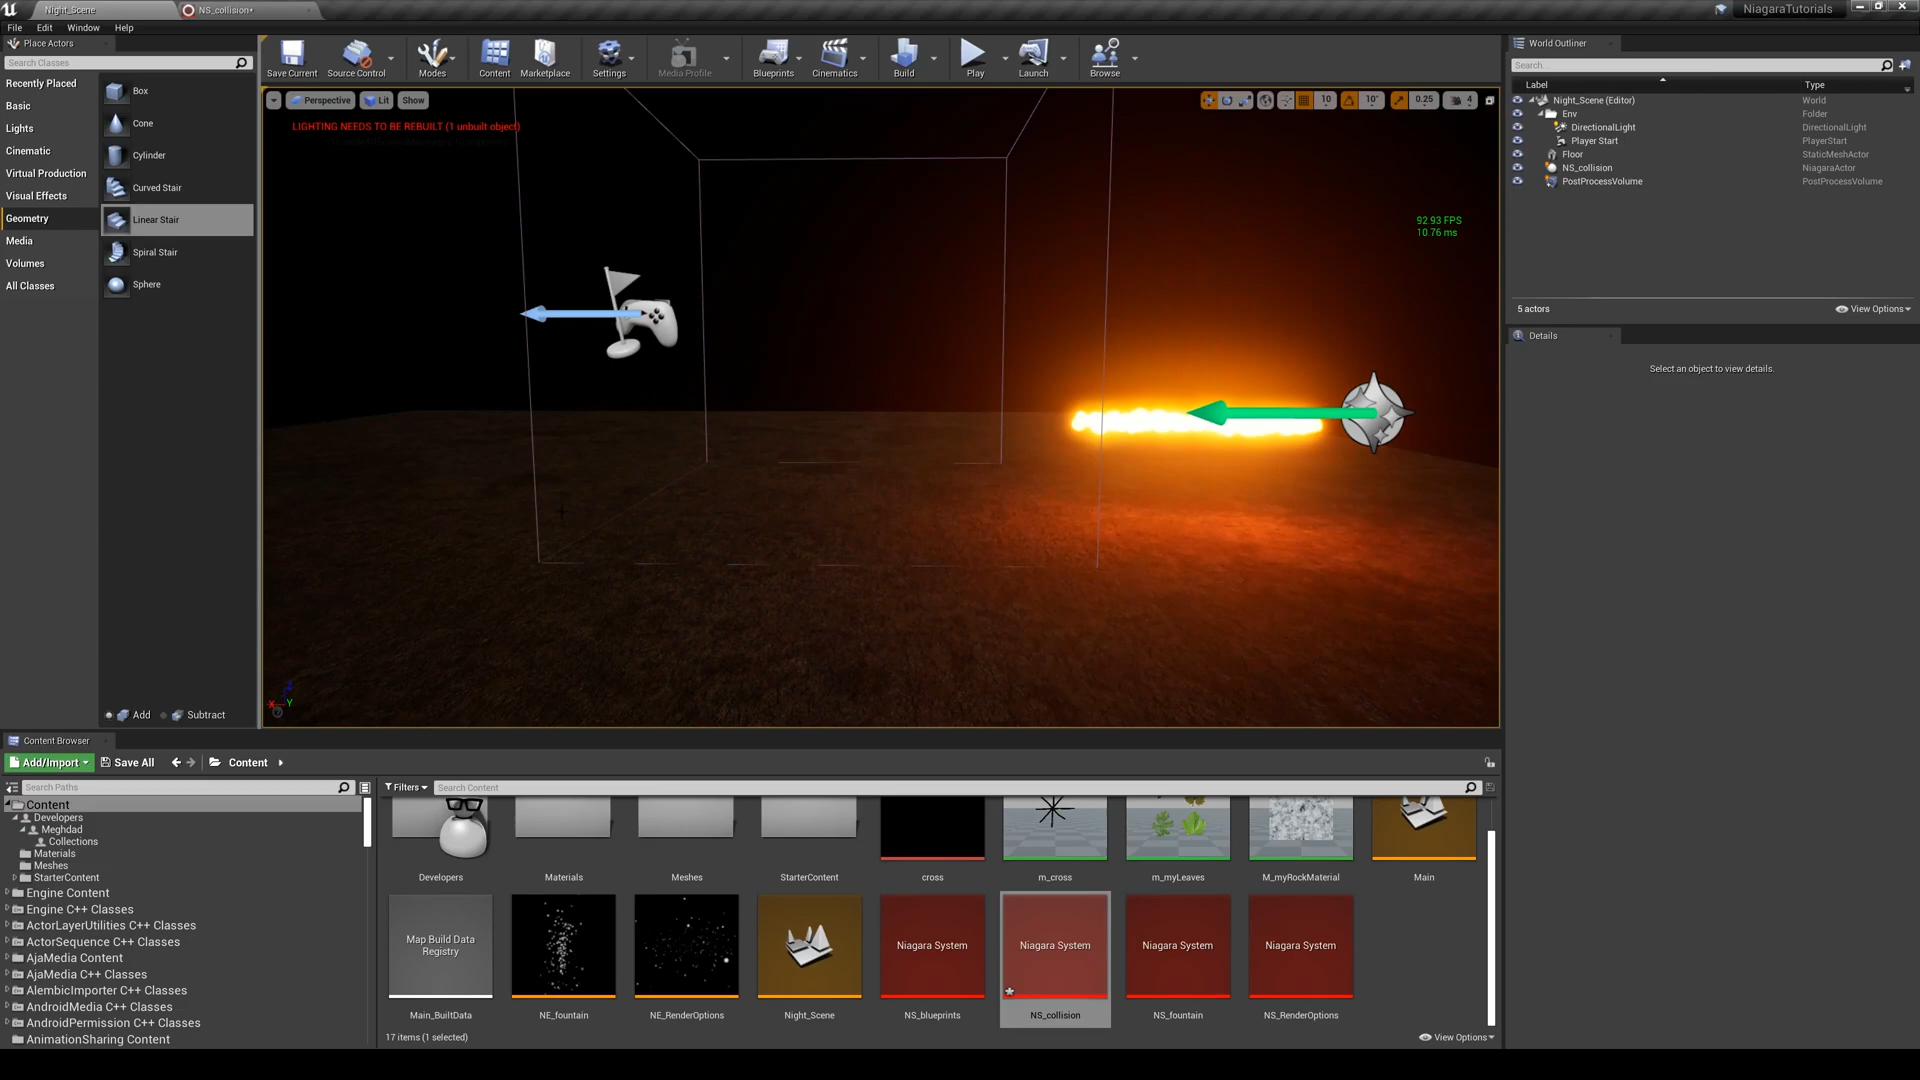 Night_Scene
NS_collision*
NiagaraTutorials
File Edit Window Help
Place Actors
Search Classes
Recently Placed
Basic
Lights
Cinematic
Virtual Production
Visual Effects
Geometry
Media
Volumes
All Classes
Box
Cone
Cylinder
Curved Stair
Linear Stair
Spiral Stair
Sphere
Add Subtract
Save Current
Source Control
Modes
Content
Marketplace
Settings
Media Profile
Blueprints
Cinematics
Build
Play
Launch
Browse
Perspective Lit Show
10 10° 0.25 4
LIGHTING NEEDS TO BE REBUILT (1 unbuilt object)
92.93 FPS
10.76 ms
X Y
World Outliner
Search...
Label Type
Night_Scene (Editor) World
Env Folder
DirectionalLight DirectionalLight
Player Start PlayerStart
Floor StaticMeshActor
NS_collision NiagaraActor
PostProcessVolume PostProcessVolume
5 actors View Options
Details
Select an object to view details.
Content Browser
Add/Import Save All Content
Search Paths
Filters Search Content
Content
Developers
Meghdad
Collections
Materials
Meshes
StarterContent
Engine Content
Engine C++ Classes
ActorLayerUtilities C++ Classes
ActorSequence C++ Classes
AjaMedia Content
AjaMedia C++ Classes
AlembicImporter C++ Classes
AndroidMedia C++ Classes
AndroidPermission C++ Classes
AnimationSharing Content
Developers
Materials
Meshes
StarterContent
cross
m_cross
m_myLeaves
M_myRockMaterial
Main
Map Build Data
Registry
Niagara System
Niagara System
Niagara System
Niagara System
Main_BuiltData
NE_fountain
NE_RenderOptions
Night_Scene
NS_blueprints
NS_collision
NS_fountain
NS_RenderOptions
17 items (1 selected)
View Options